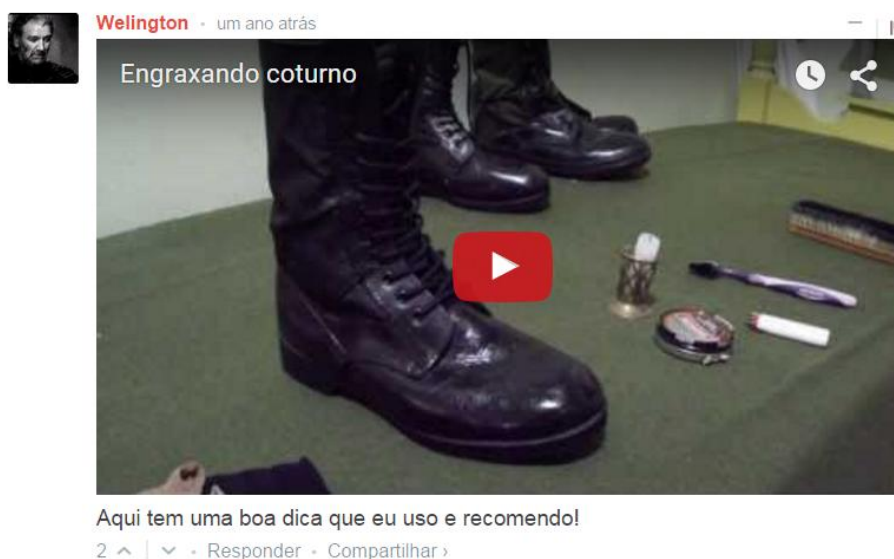 Welington • um ano atrás
Engraxando coturno
Aqui tem uma boa dica que eu uso e recomendo!
2 • Responder • Compartilhar ›